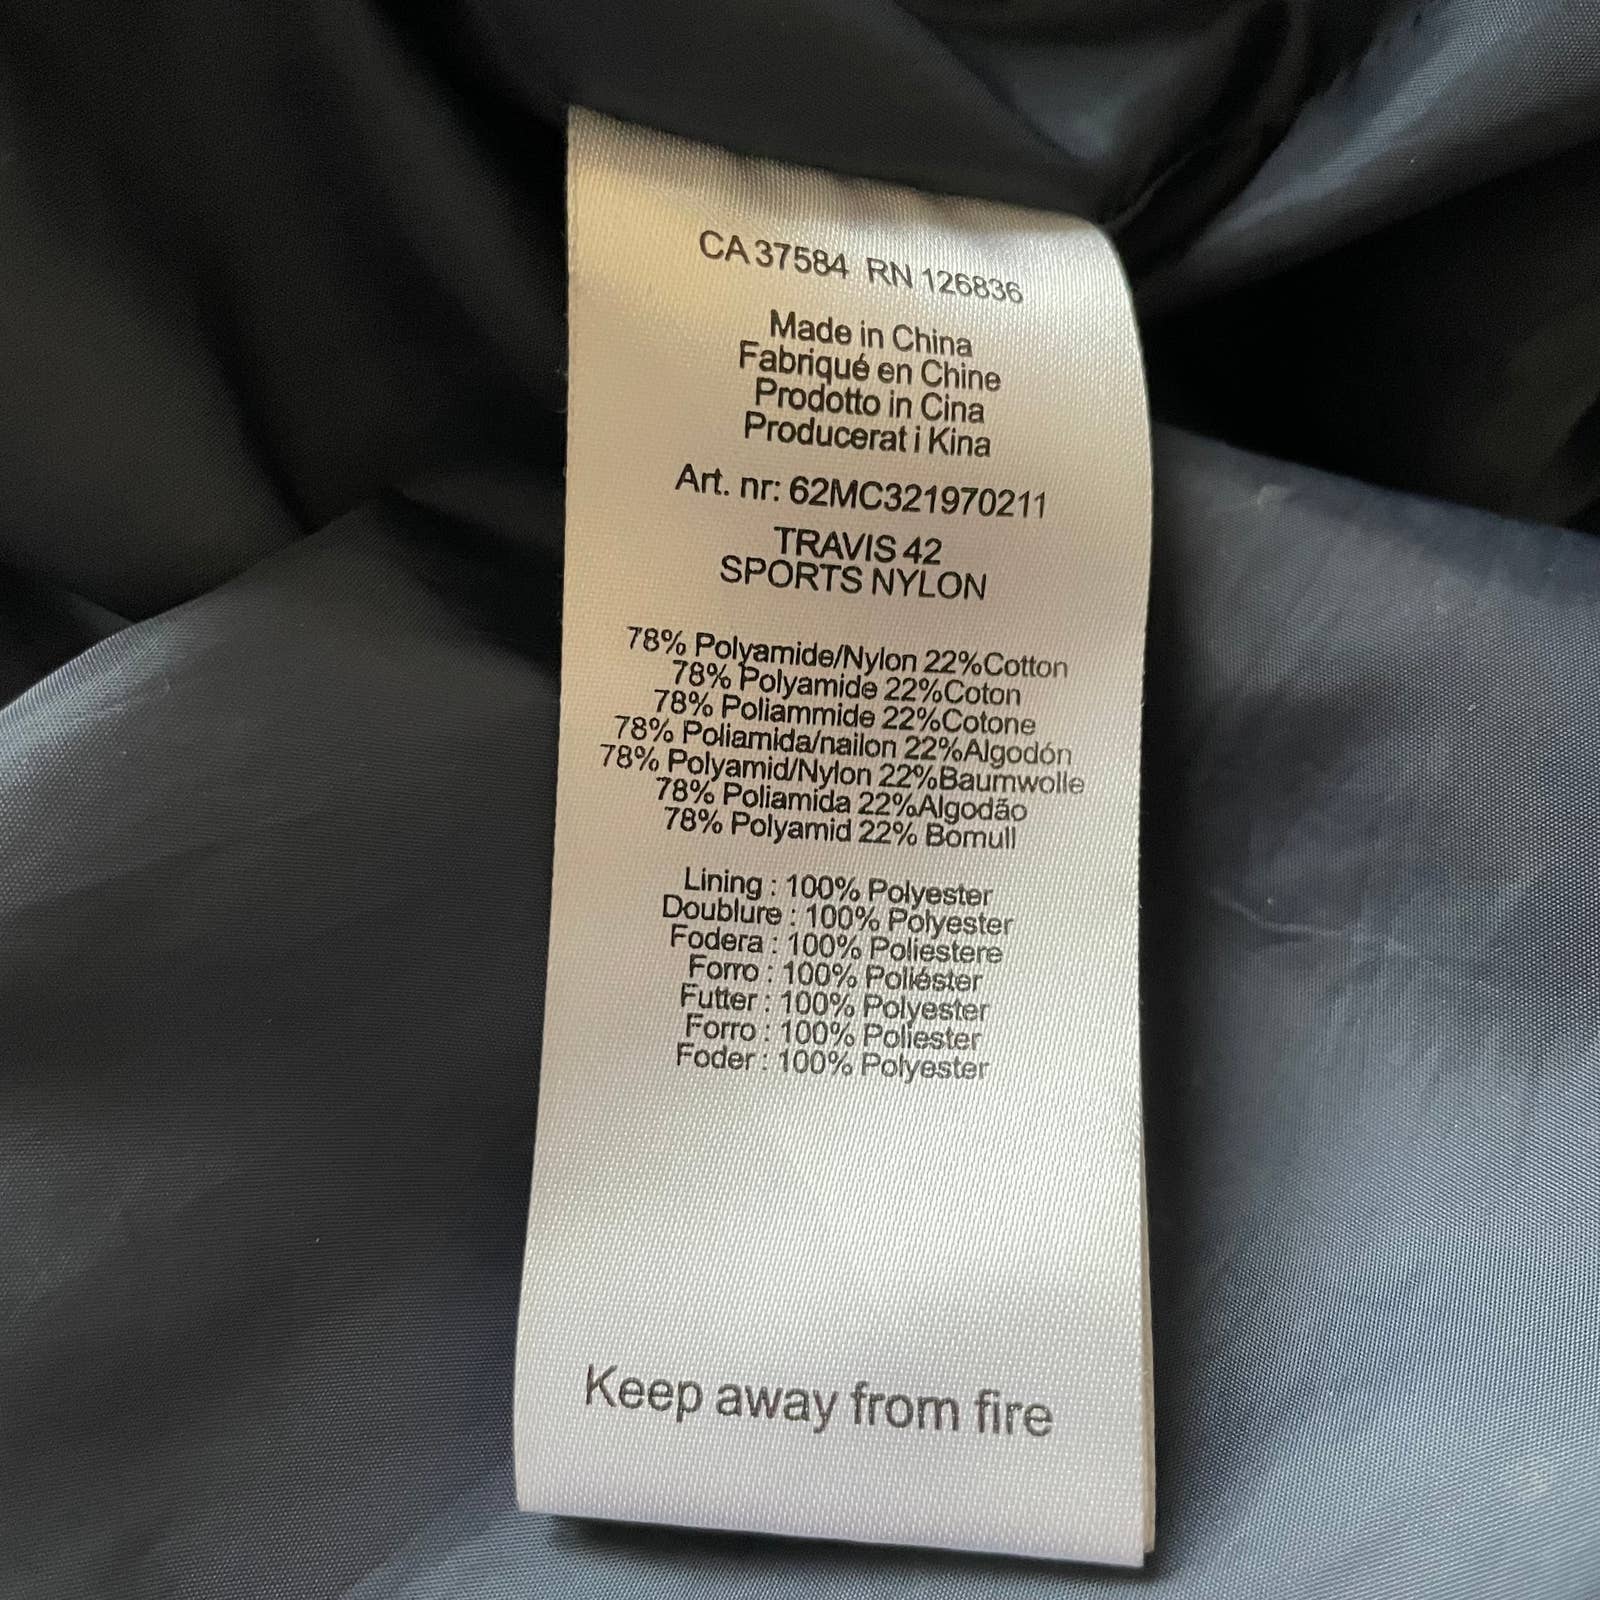 CA 37584 RN 126836
Made in China
Fabriqué en Chine
Prodotto in Cina
Producerat i Kina
Art. nr: 62MC321970211
TRAVIS 42
SPORTS NYLON
78% Polyamide/Nylon 22%Cotton
78% Polyamide 22%Coton
78% Poliammide 22%Cotone
78% Poliamida/nailon 22%Algodón
78% Polyamid/Nylon 22%Baumwolle
78% Poliamida 22%Algodão
78% Polyamid 22% Bomull
Lining : 100% Polyester
Doublure : 100% Polyester
Fodera : 100% Poliestere
Forro : 100% Poliéster
Futter : 100% Polyester
Forro : 100% Poliester
Foder : 100% Polyester
Keep away from fire